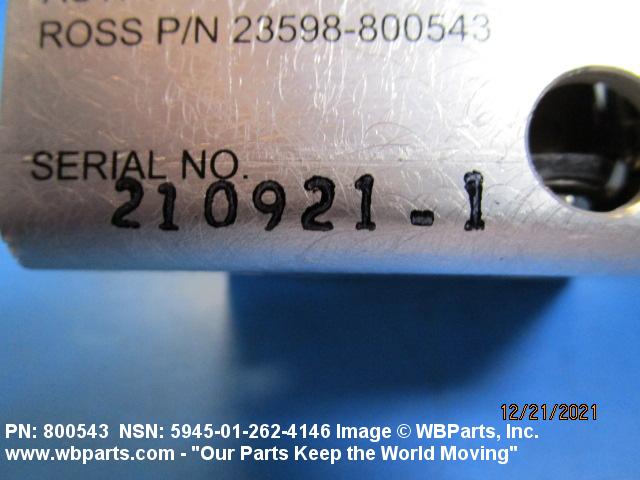 ROSS P/N 23598-800543
SERIAL NO.
210921-1
12/21/2021
PN: 800543 NSN: 5945-01-262-4146 Image © WBParts, Inc.
www.wbparts.com - "Our Parts Keep the World Moving"